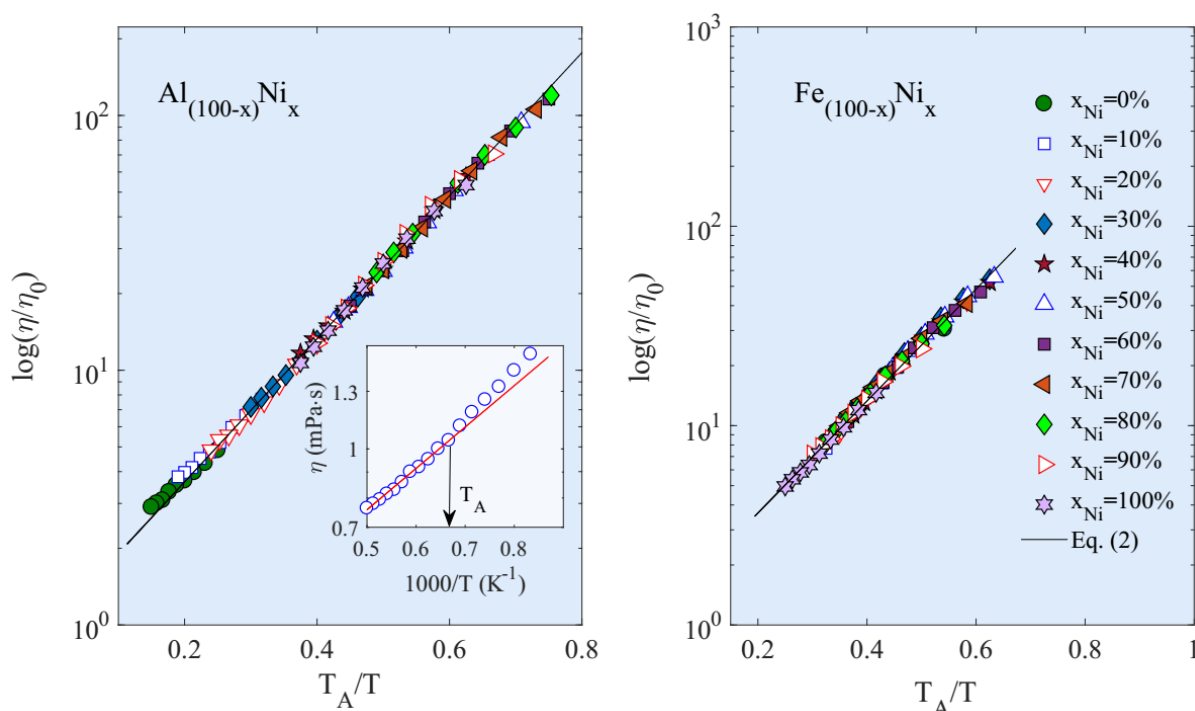 Al(100-x)Nix
log(η/η0)
10^2
10^1
10^0
0.2 0.4 0.6 0.8
TA/T
η (mPa·s)
1.3
1
0.7
0.5 0.6 0.7 0.8
1000/T (K^-1)
TA
Fe(100-x)Nix
log(η/η0)
10^3
10^2
10^1
10^0
0.2 0.4 0.6 0.8 1
TA/T
xNi=0%
xNi=10%
xNi=20%
xNi=30%
xNi=40%
xNi=50%
xNi=60%
xNi=70%
xNi=80%
xNi=90%
xNi=100%
Eq. (2)